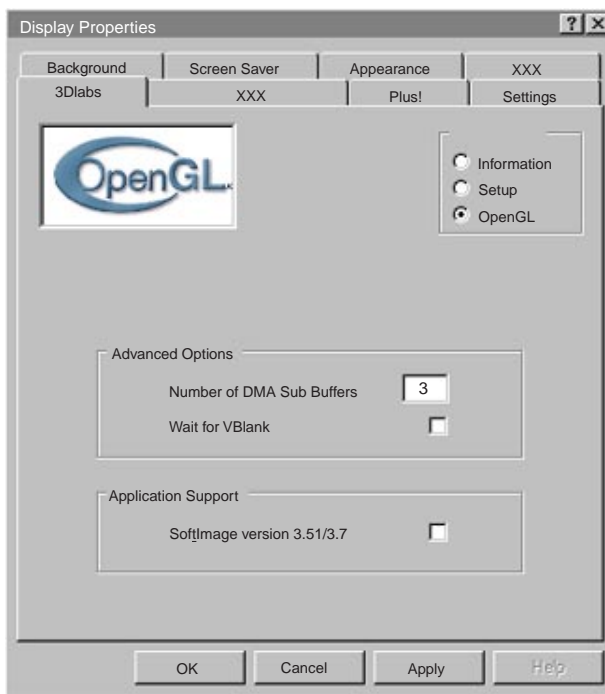 Display Properties
Background Screen Saver Appearance XXX
3Dlabs XXX Plus! Settings
OpenGL
Information
Setup
OpenGL
Advanced Options
Number of DMA Sub Buffers 3
Wait for VBlank
Application Support
SoftImage version 3.51/3.7
OK Cancel Apply Help